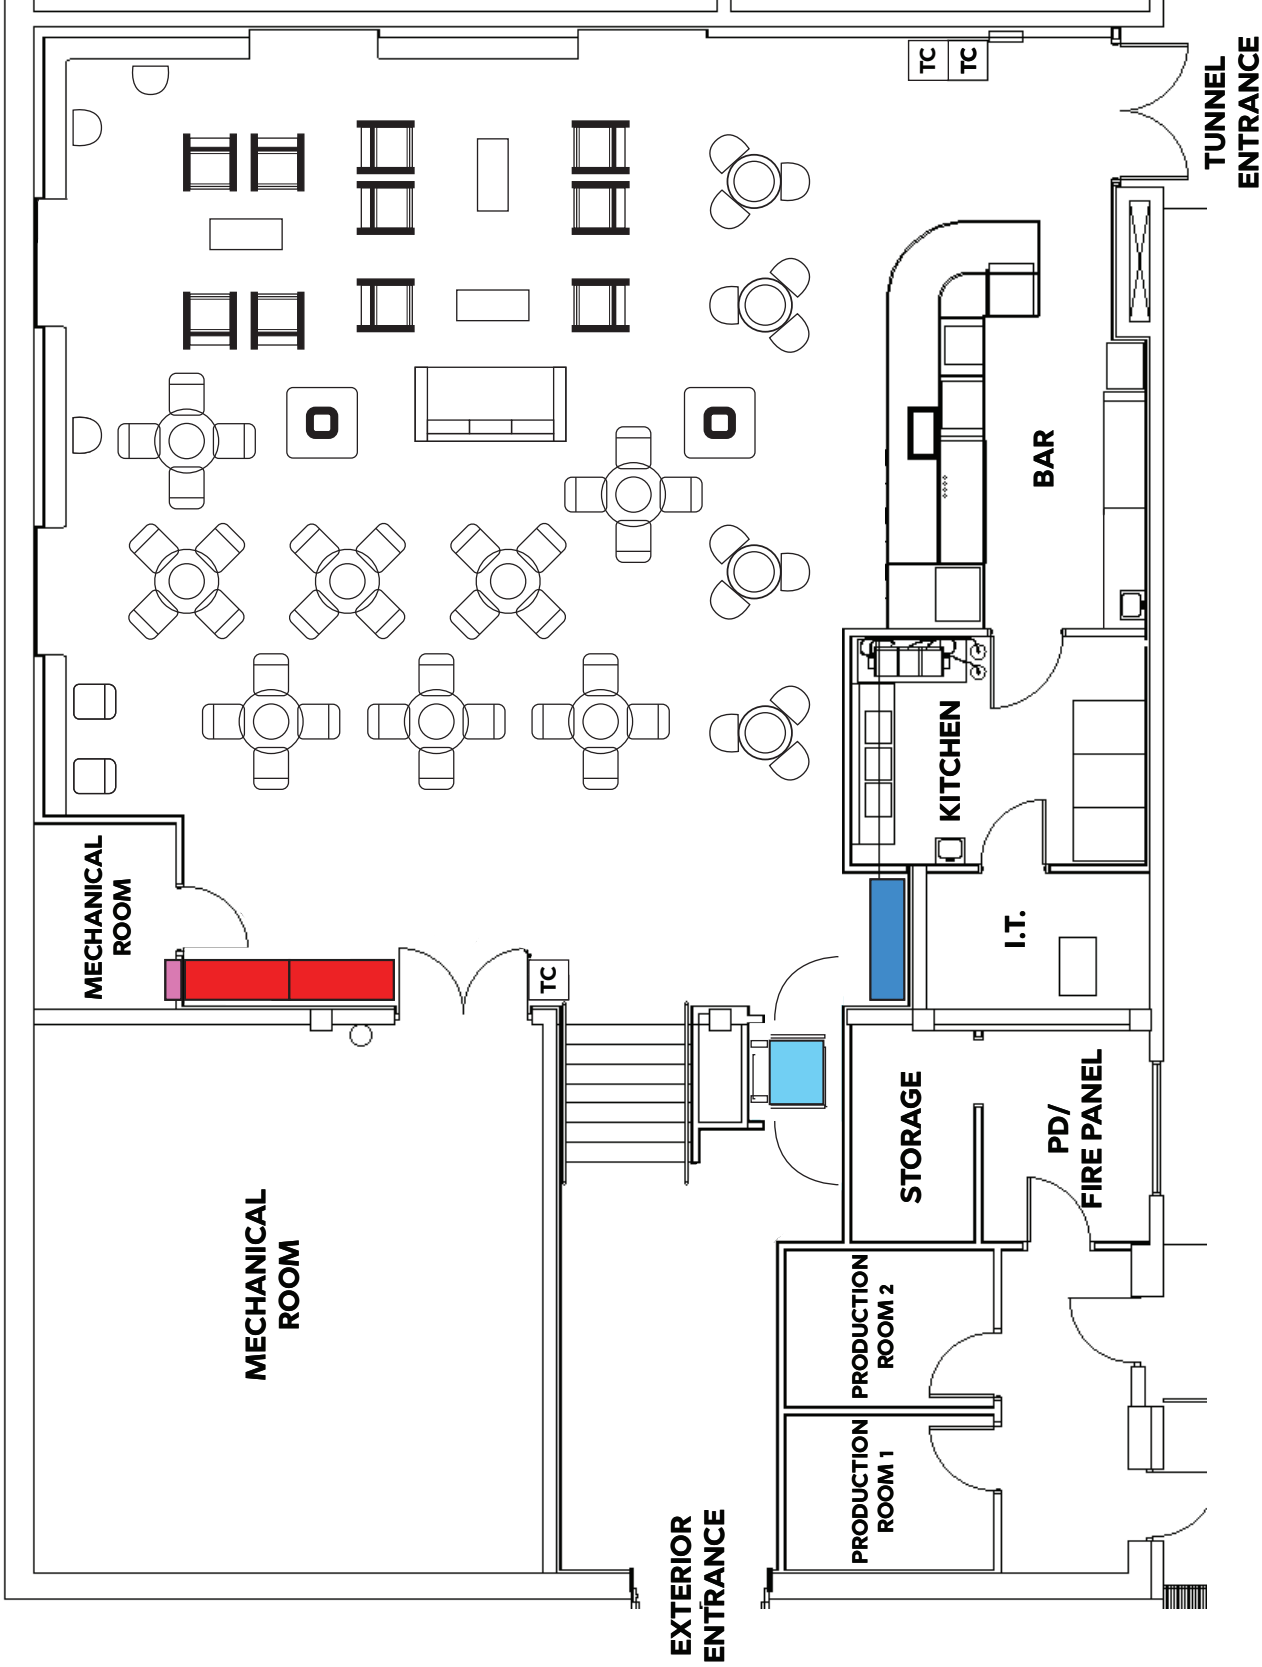 TC
TC
TUNNEL
ENTRANCE
BAR
KITCHEN
MECHANICAL
ROOM
I.T.
TC
STORAGE
PD/
FIRE PANEL
MECHANICAL
ROOM
PRODUCTION
ROOM 2
PRODUCTION
ROOM 1
EXTERIOR
ENTRANCE